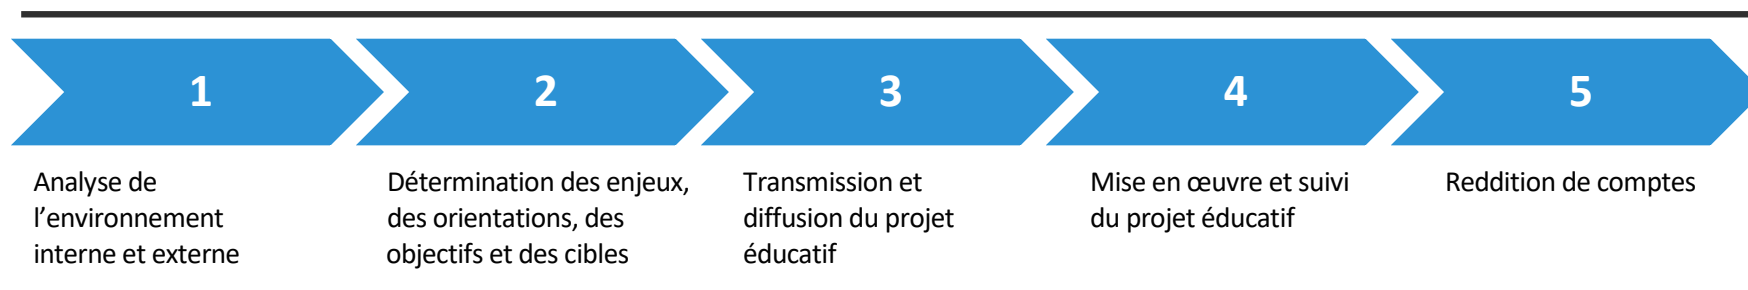 1
Analyse de
l’environnement
interne et externe
2
Détermination des enjeux,
des orientations, des
objectifs et des cibles
3
Transmission et
diffusion du projet
éducatif
4
Mise en œuvre et suivi
du projet éducatif
5
Reddition de comptes